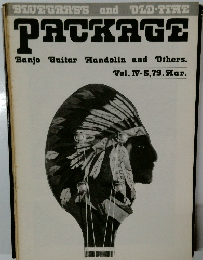 BLUEGRASS and OLD-TIME
PACKAGE
Banjo Guitar Mandolin and Others.
Vol. IV-5,'79. Mar.